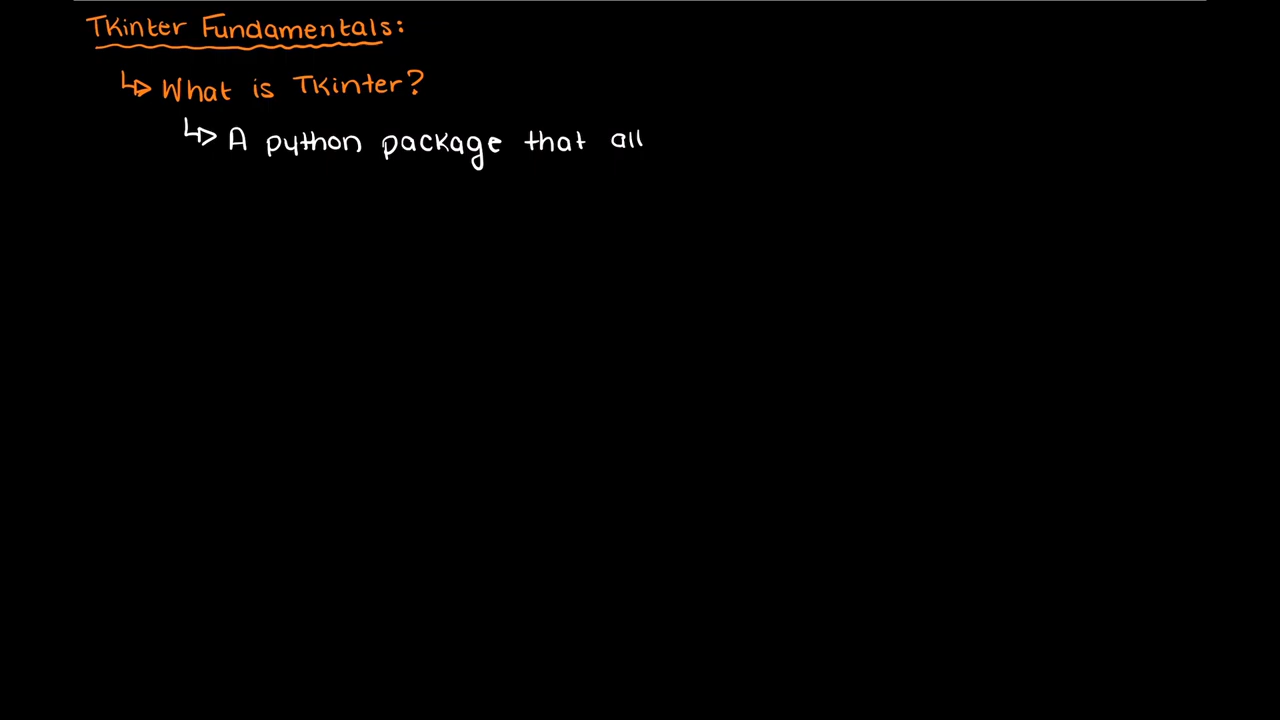 Tkinter Fundamentals:
What is Tkinter?
A python package that all